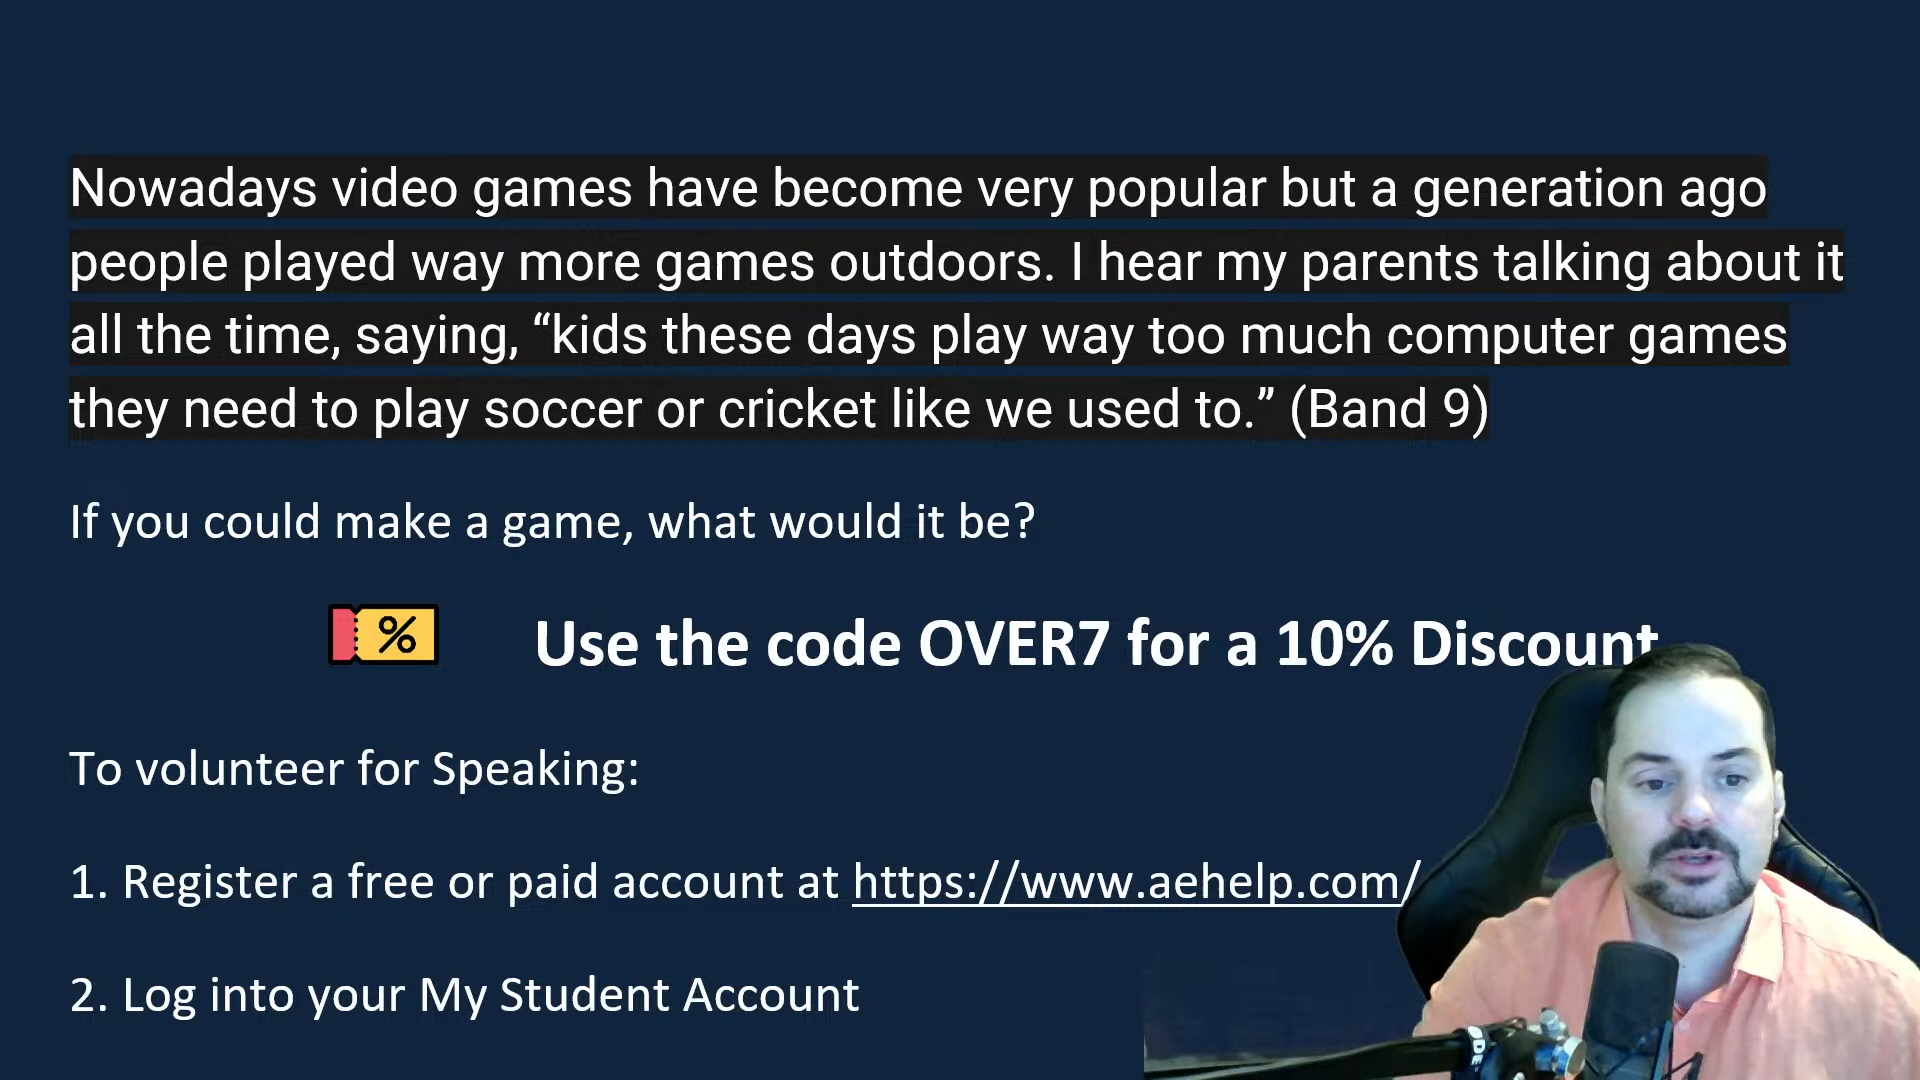 Nowadays video games have become very popular but a generation ago
people played way more games outdoors. I hear my parents talking about it
all the time, saying, “kids these days play way too much computer games
they need to play soccer or cricket like we used to.” (Band 9)
If you could make a game, what would it be?
%
Use the code OVER7 for a 10% Discount
To volunteer for Speaking:
1. Register a free or paid account at https://www.aehelp.com/
2. Log into your My Student Account